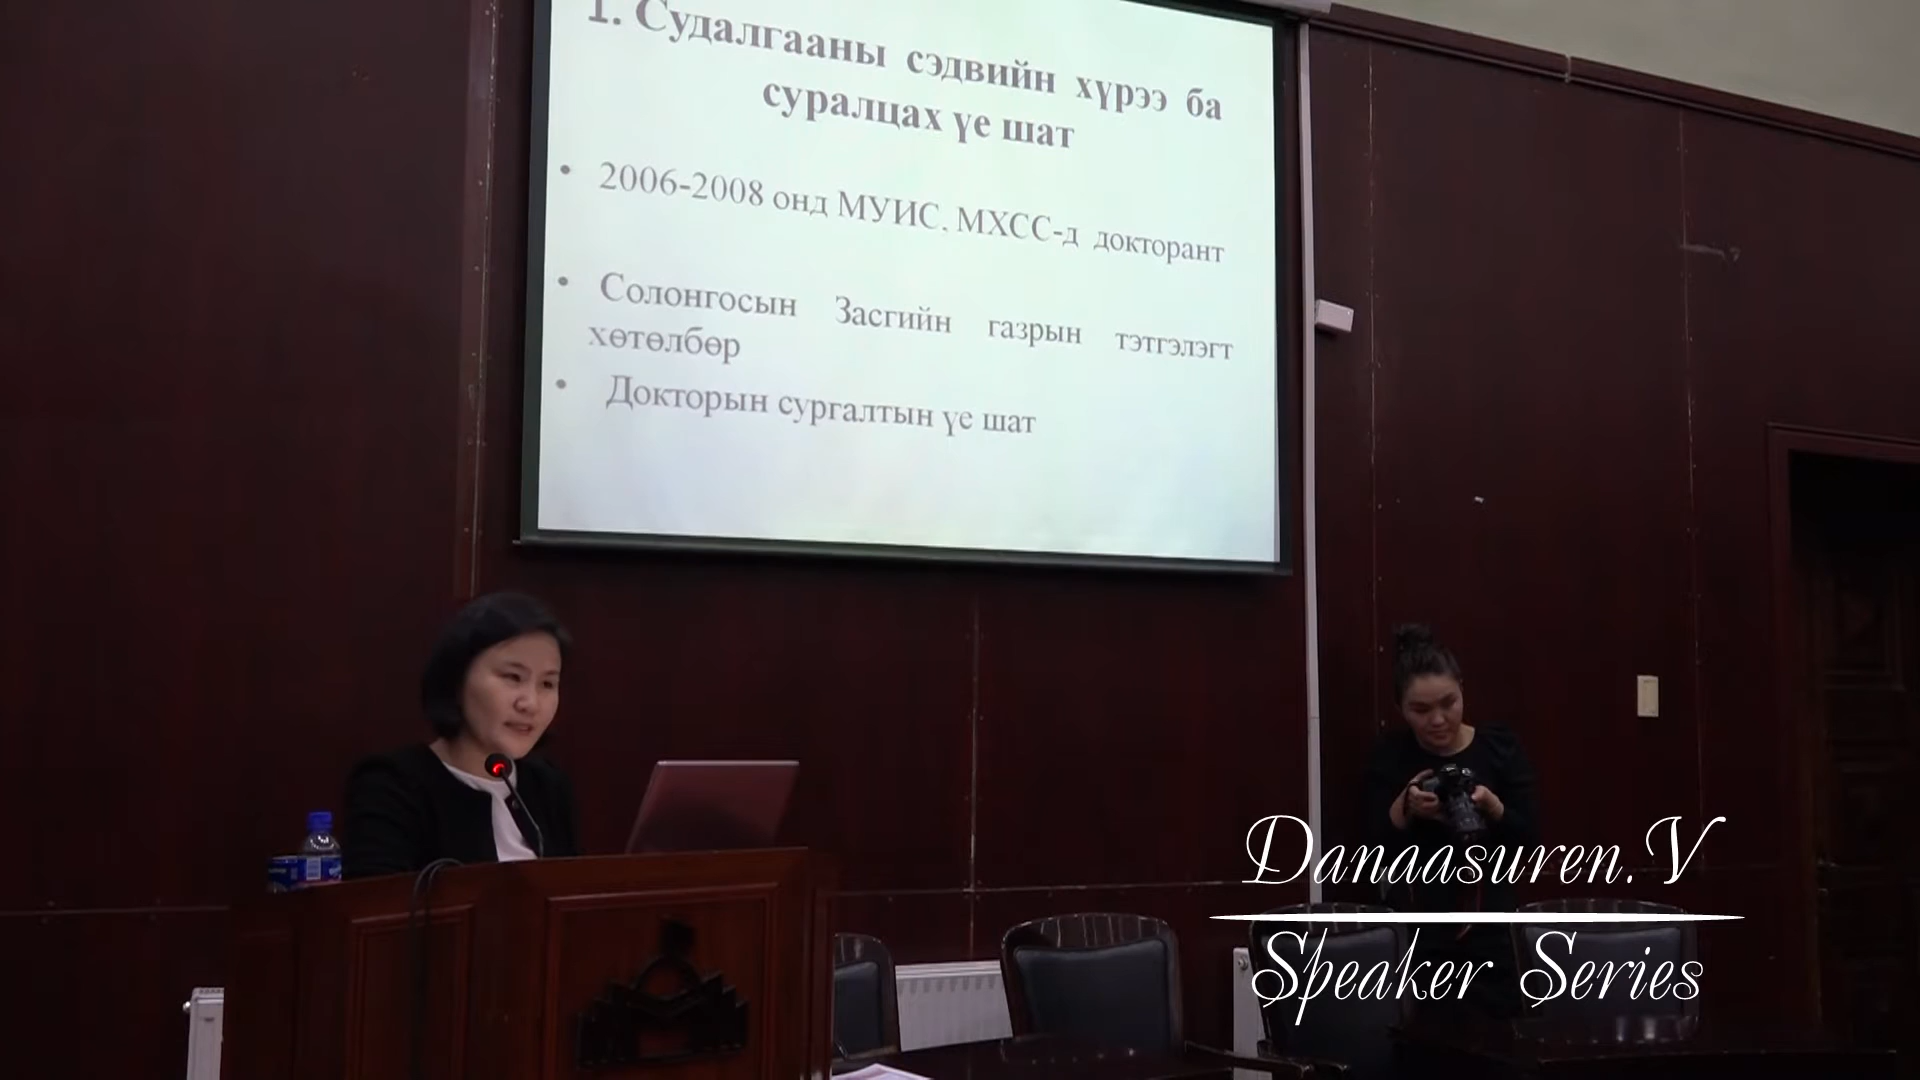 1. Судалгааны сэдвийн хүрээ ба
суралцах үе шат
• 2006-2008 онд МУИС, МХСС-д докторант
• Солонгосын Засгийн газрын тэтгэлэгт
хөтөлбөр
• Докторын сургалтын үе шат
Danaasuren.V
Speaker Series